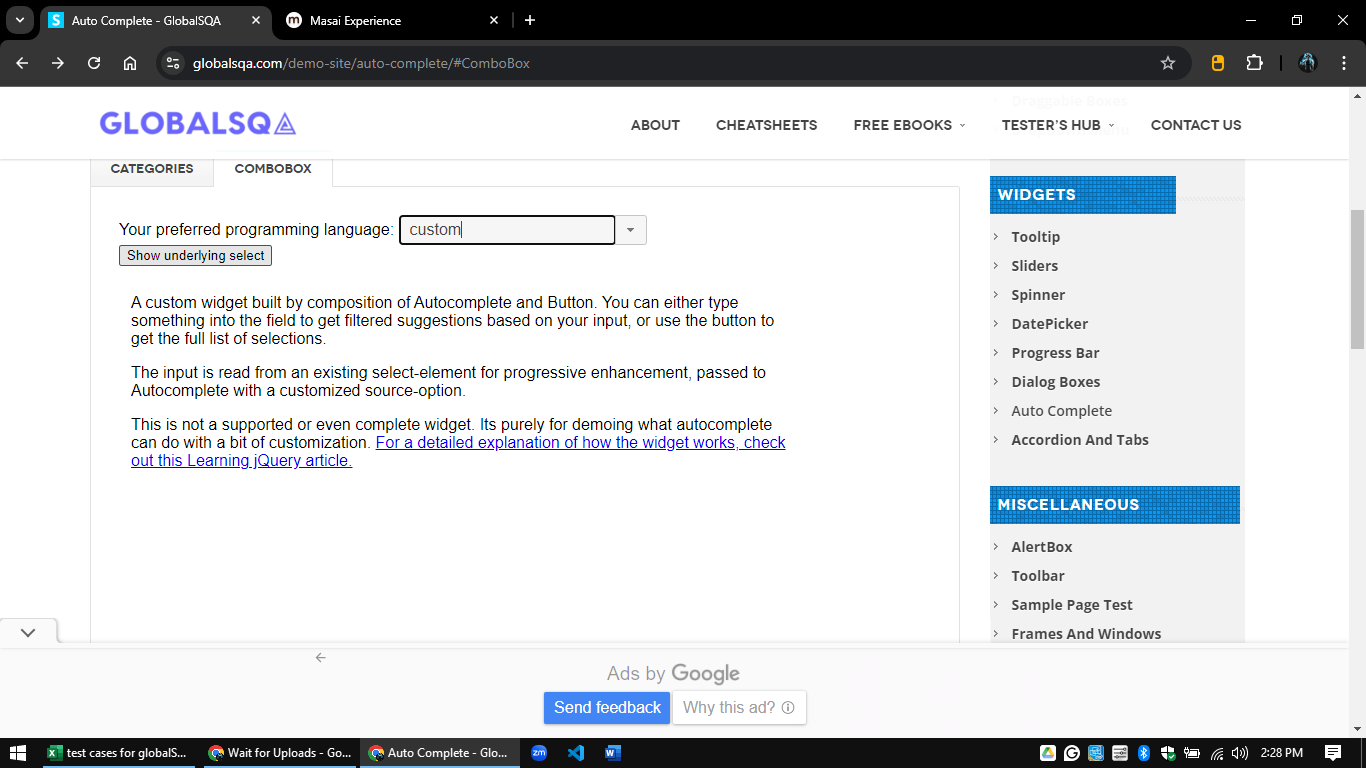 Auto Complete - GlobalSQA
Masai Experience
globalsqa.com/demo-site/auto-complete/#ComboBox
Draggable Boxes
GLOBALSQA
ABOUT
CHEATSHEETS
FREE EBOOKS
TESTER'S HUB
CONTACT US
CATEGORIES
COMBOBOX
Your preferred programming language:
custom
Show underlying select
A custom widget built by composition of Autocomplete and Button. You can either type
something into the field to get filtered suggestions based on your input, or use the button to
get the full list of selections.
The input is read from an existing select-element for progressive enhancement, passed to
Autocomplete with a customized source-option.
This is not a supported or even complete widget. Its purely for demoing what autocomplete
can do with a bit of customization. For a detailed explanation of how the widget works, check
out this Learning jQuery article.
WIDGETS
Tooltip
Sliders
Spinner
DatePicker
Progress Bar
Dialog Boxes
Auto Complete
Accordion And Tabs
MISCELLANEOUS
AlertBox
Toolbar
Sample Page Test
Frames And Windows
Ads by Google
Send feedback
Why this ad?
test cases for globalS...
Wait for Uploads - Go...
Auto Complete - Glo...
zm
2:28 PM